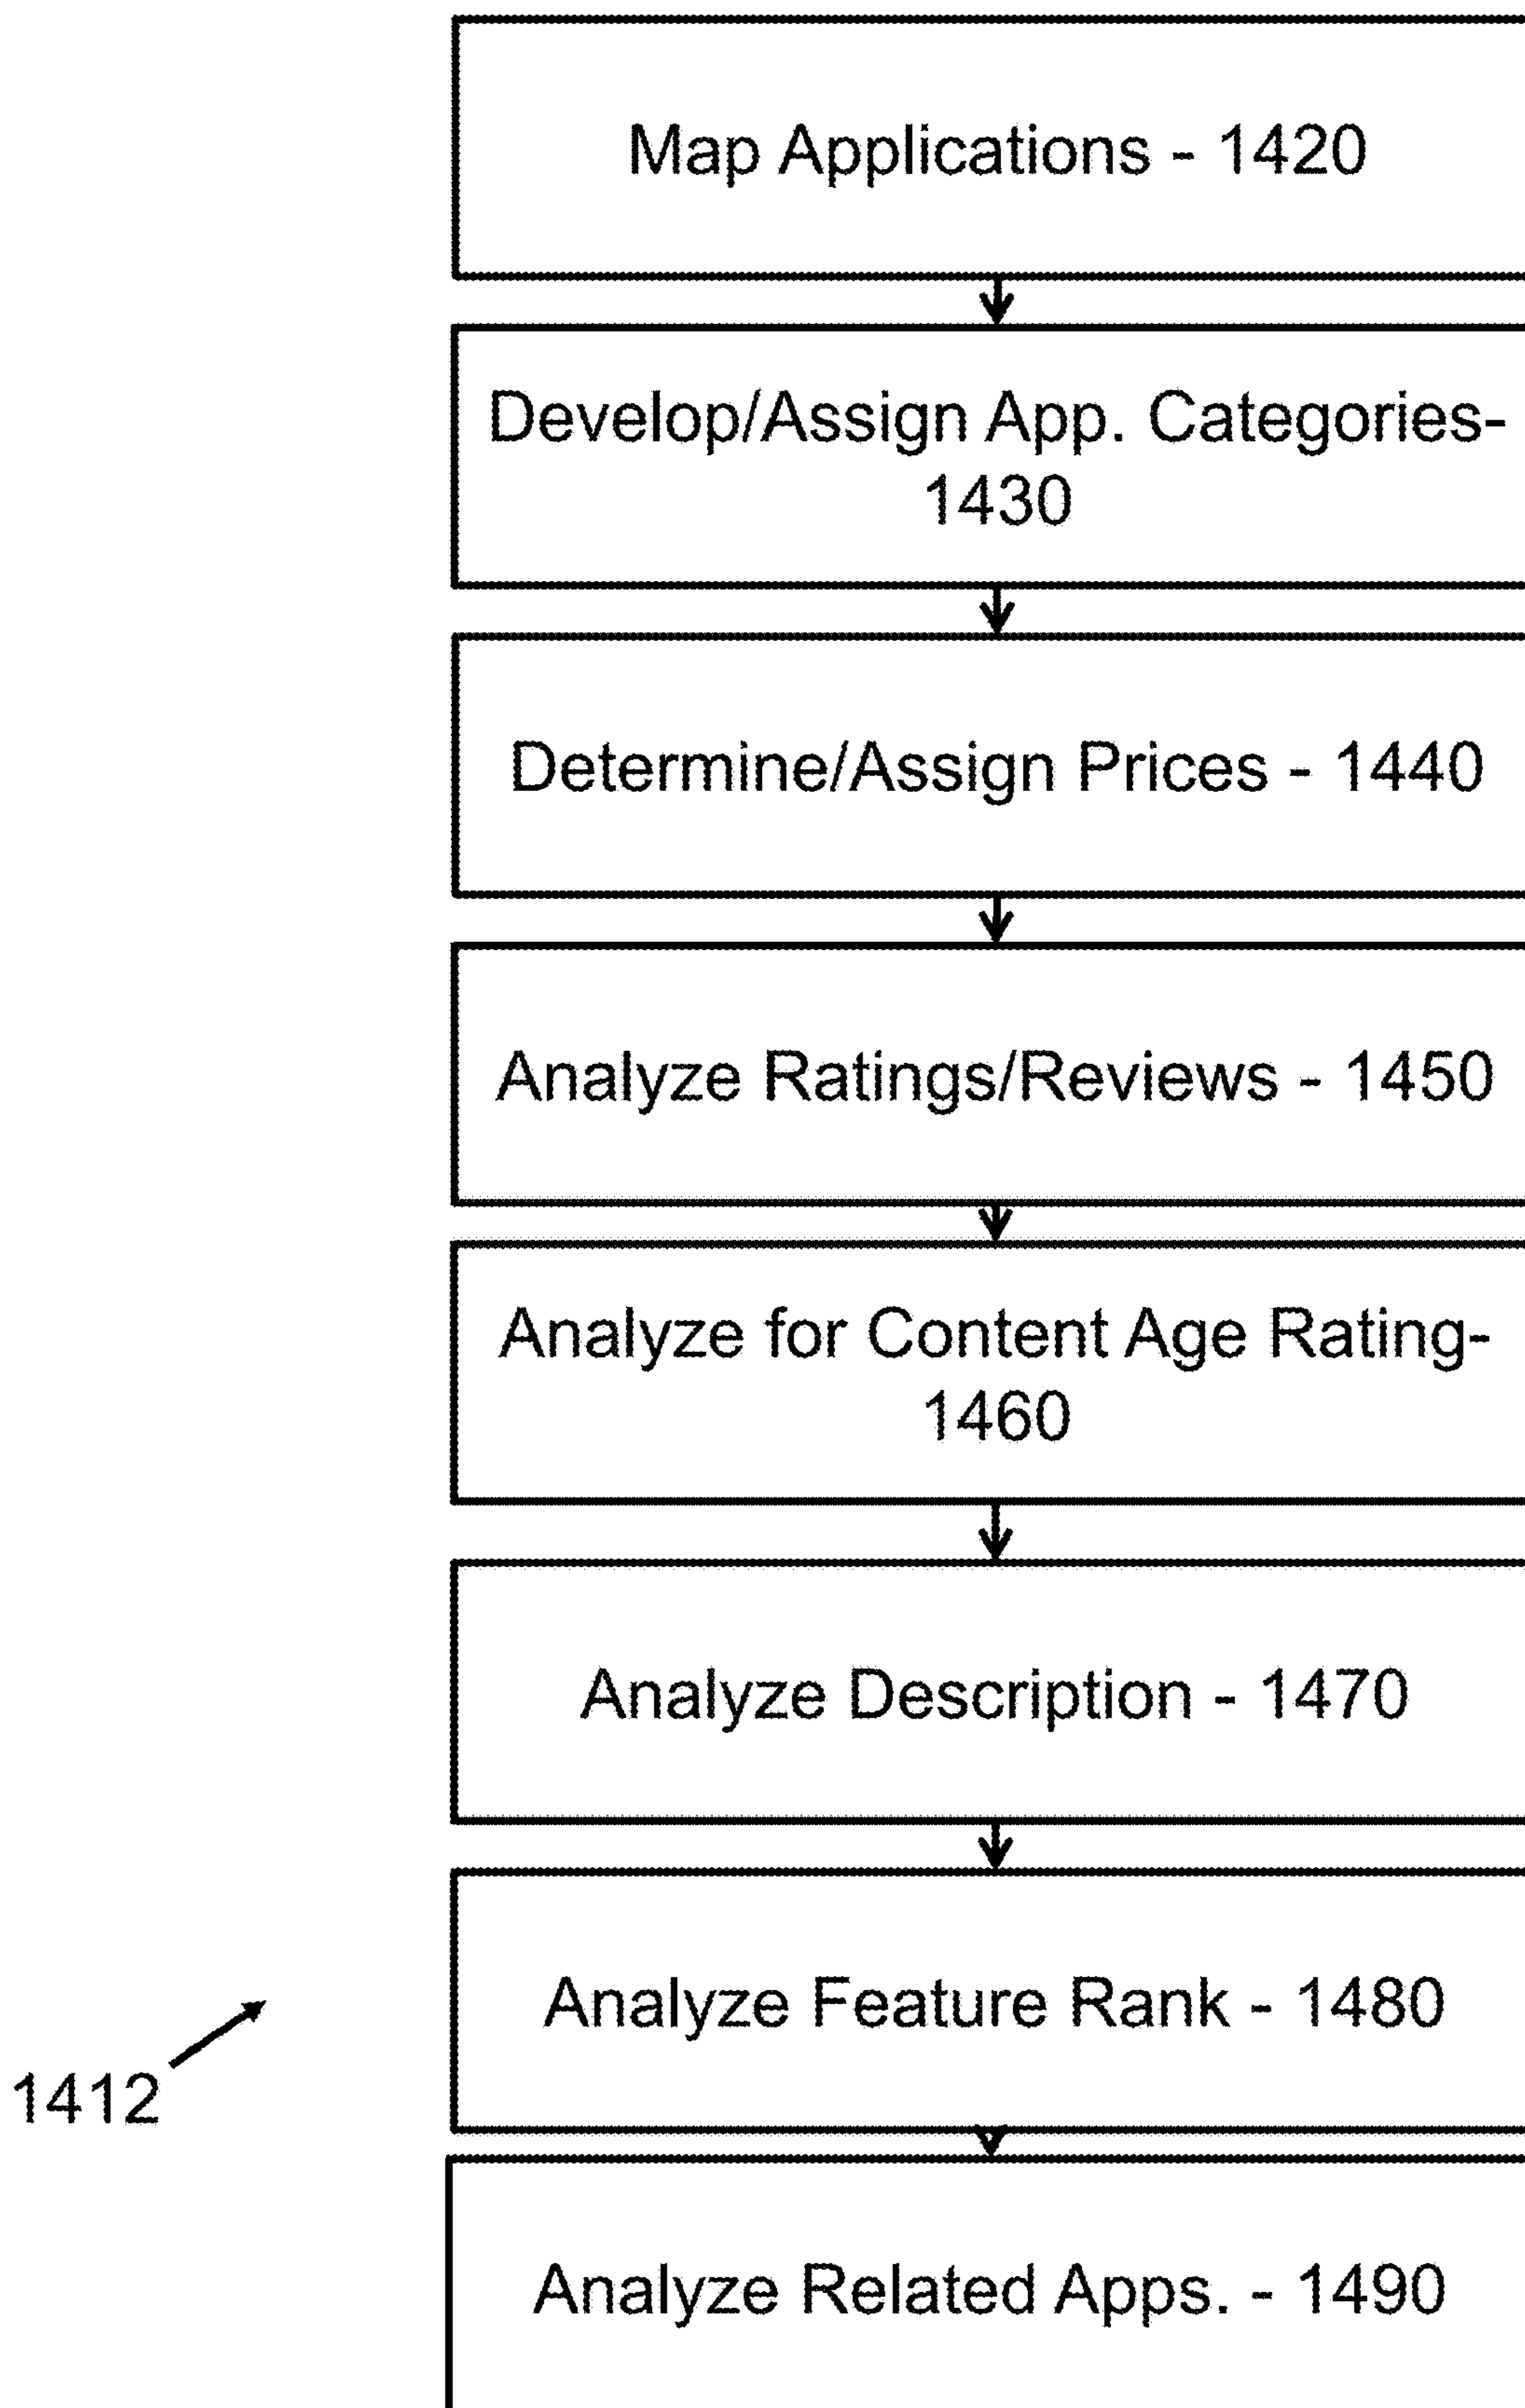 Map Applications - 1420
Develop/Assign App. Categories-
1430
Determine/Assign Prices - 1440
Analyze Ratings/Reviews - 1450
Analyze for Content Age Rating-
1460
Analyze Description - 1470
Analyze Feature Rank - 1480
1412
Analyze Related Apps. - 1490